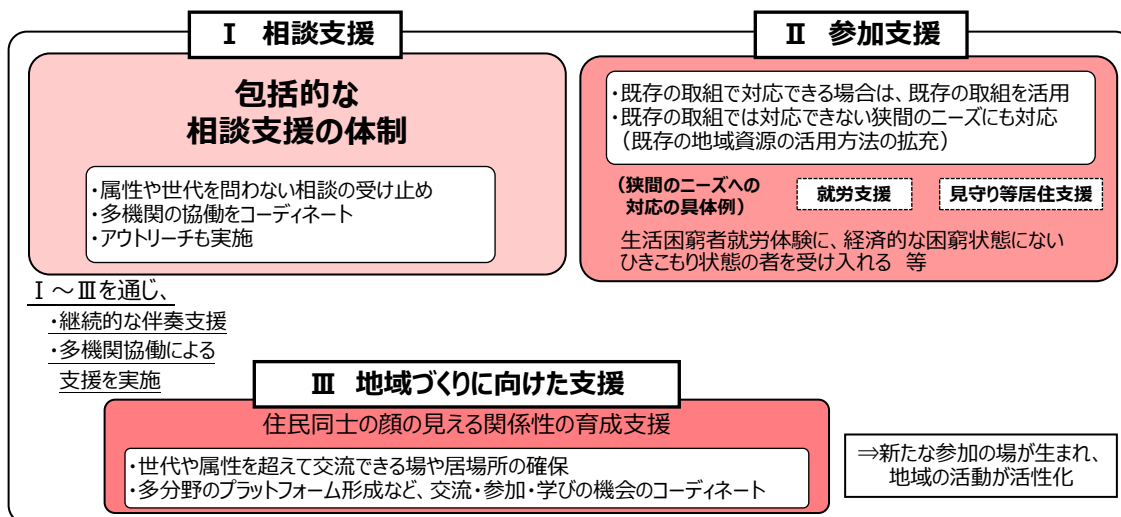 Ⅰ 相談支援
包括的な
相談支援の体制
・属性や世代を問わない相談の受け止め
・多機関の協働をコーディネート
・アウトリーチも実施
Ⅱ 参加支援
・既存の取組で対応できる場合は、既存の取組を活用
・既存の取組では対応できない狭間のニーズにも対応
（既存の地域資源の活用方法の拡充）
（狭間のニーズへの
対応の具体例）
就労支援
見守り等居住支援
生活困窮者就労体験に、経済的な困窮状態にない
ひきこもり状態の者を受け入れる 等
Ⅰ～Ⅲを通じ、
・継続的な伴奏支援
・多機関協働による
支援を実施
Ⅲ 地域づくりに向けた支援
住民同士の顔の見える関係性の育成支援
・世代や属性を超えて交流できる場や居場所の確保
・多分野のプラットフォーム形成など、交流・参加・学びの機会のコーディネート
⇒新たな参加の場が生まれ、
地域の活動が活性化